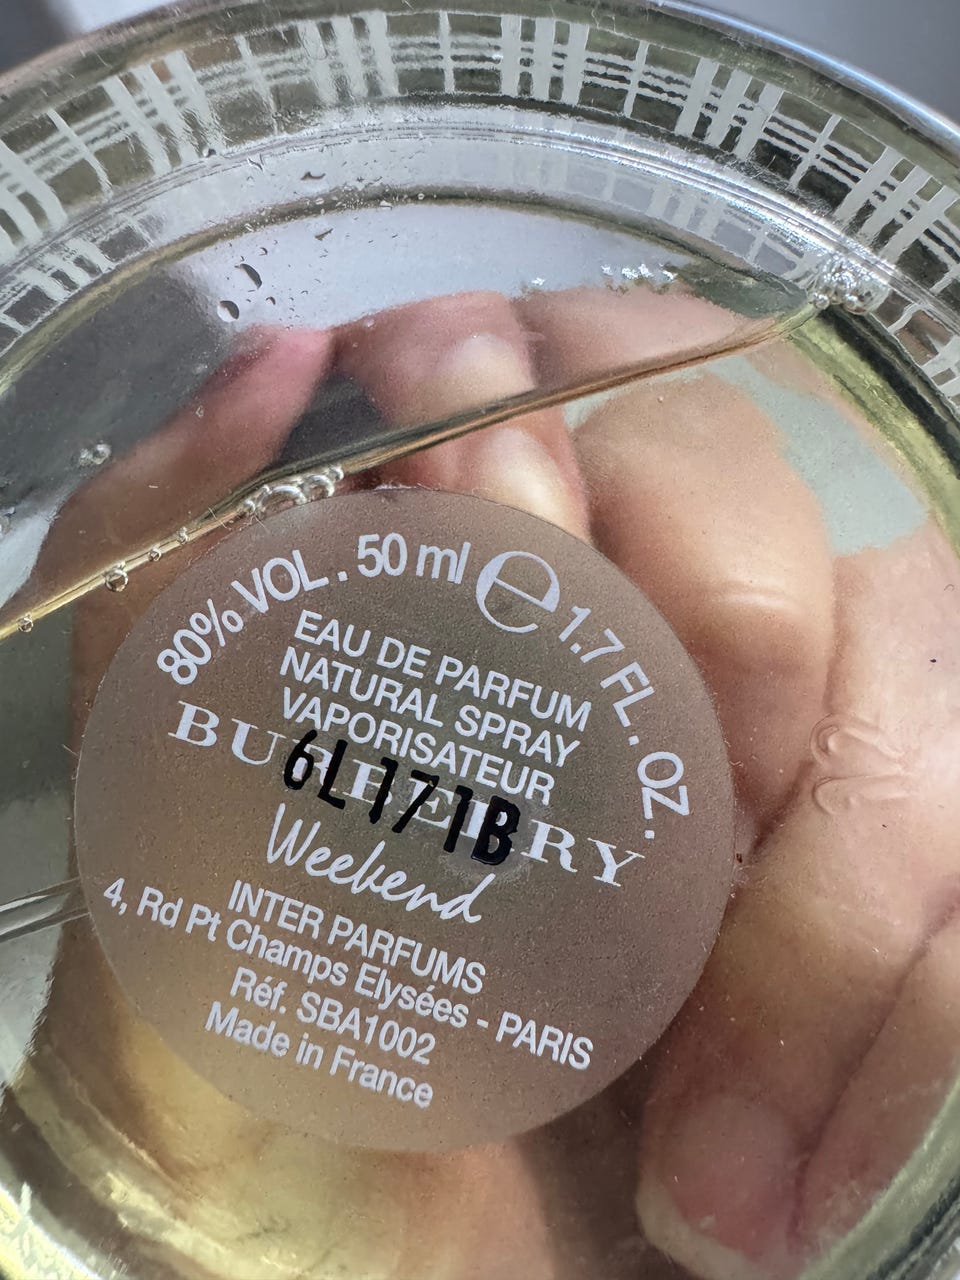 80% VOL. 50 ml ℮ 1.7 FL. OZ.
EAU DE PARFUM
NATURAL SPRAY
VAPORISATEUR
BURBERRY
6L171B
Weekend
INTER PARFUMS
4, Rd Pt Champs Elysées - PARIS
Réf. SBA1002
Made in France